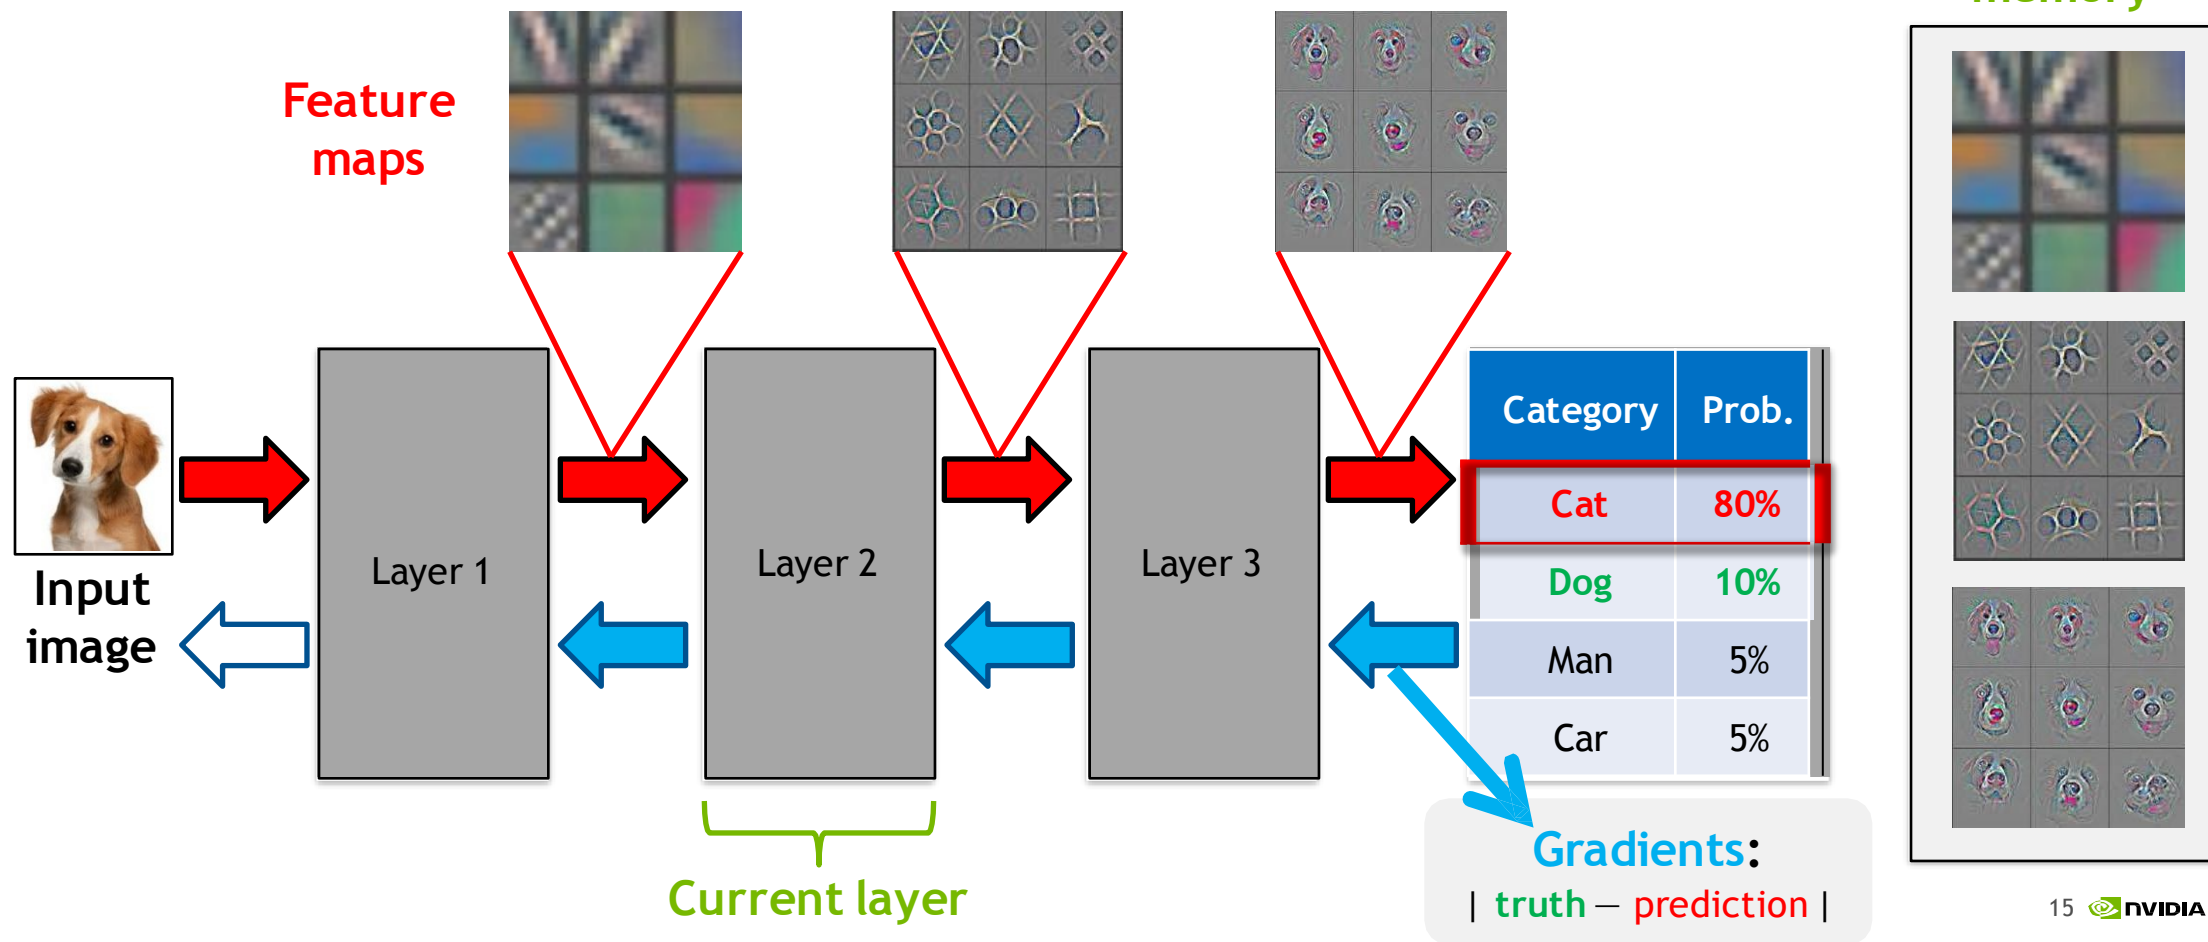 memory
Feature
maps
Input
image
Layer 1
Layer 2
Layer 3
Category Prob.
Cat 80%
Dog 10%
Man 5%
Car 5%
Current layer
Gradients:
| truth — prediction |
15 NVIDIA